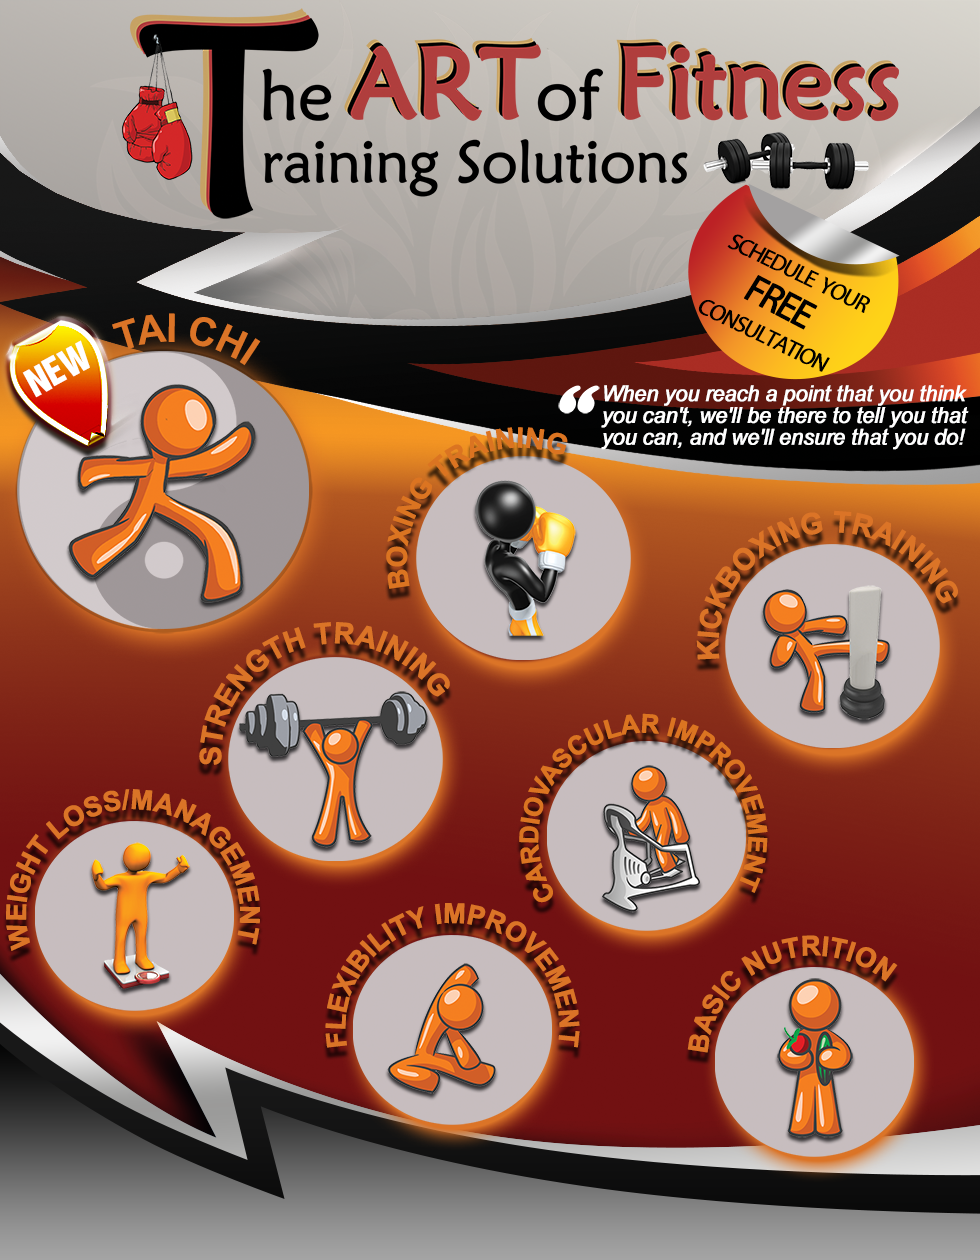 The ART of Fitness
Training Solutions
SCHEDULE YOUR
FREE
CONSULTATION
NEW
TAI CHI
“When you reach a point that you think
you can't, we'll be there to tell you that
you can, and we'll ensure that you do!
BOXING TRAINING
KICKBOXING TRAINING
STRENGTH TRAINING
CARDIOVASCULAR IMPROVEMENT
WEIGHT LOSS/MANAGEMENT
FLEXIBILITY IMPROVEMENT
BASIC NUTRITION